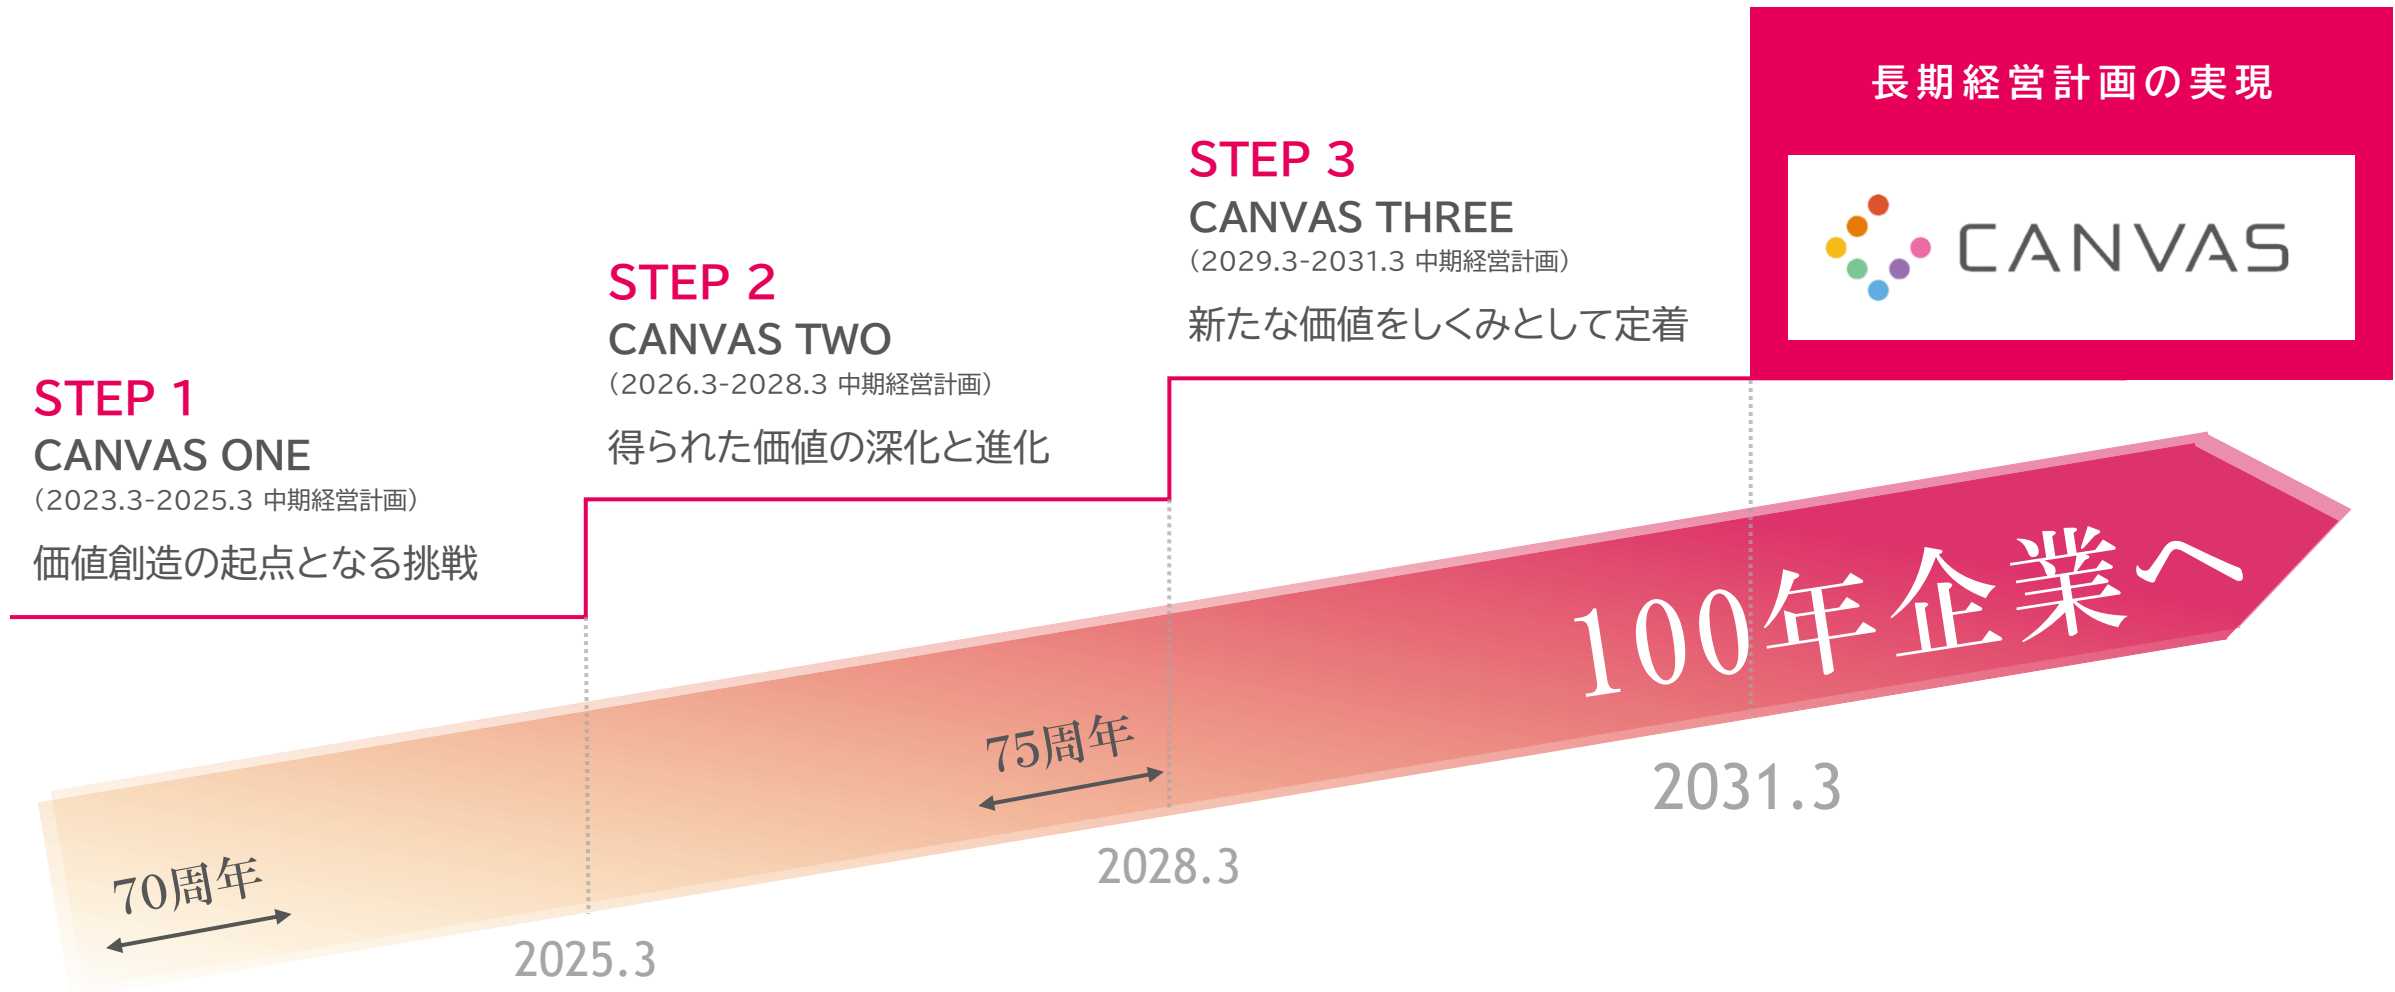 長期経営計画の実現
CANVAS
STEP 3
CANVAS THREE
（2029.3-2031.3 中期経営計画）
新たな価値をしくみとして定着
STEP 2
CANVAS TWO
（2026.3-2028.3 中期経営計画）
得られた価値の深化と進化
STEP 1
CANVAS ONE
（2023.3-2025.3 中期経営計画）
価値創造の起点となる挑戦
100年企業へ
75周年
70周年
2031.3
2028.3
2025.3